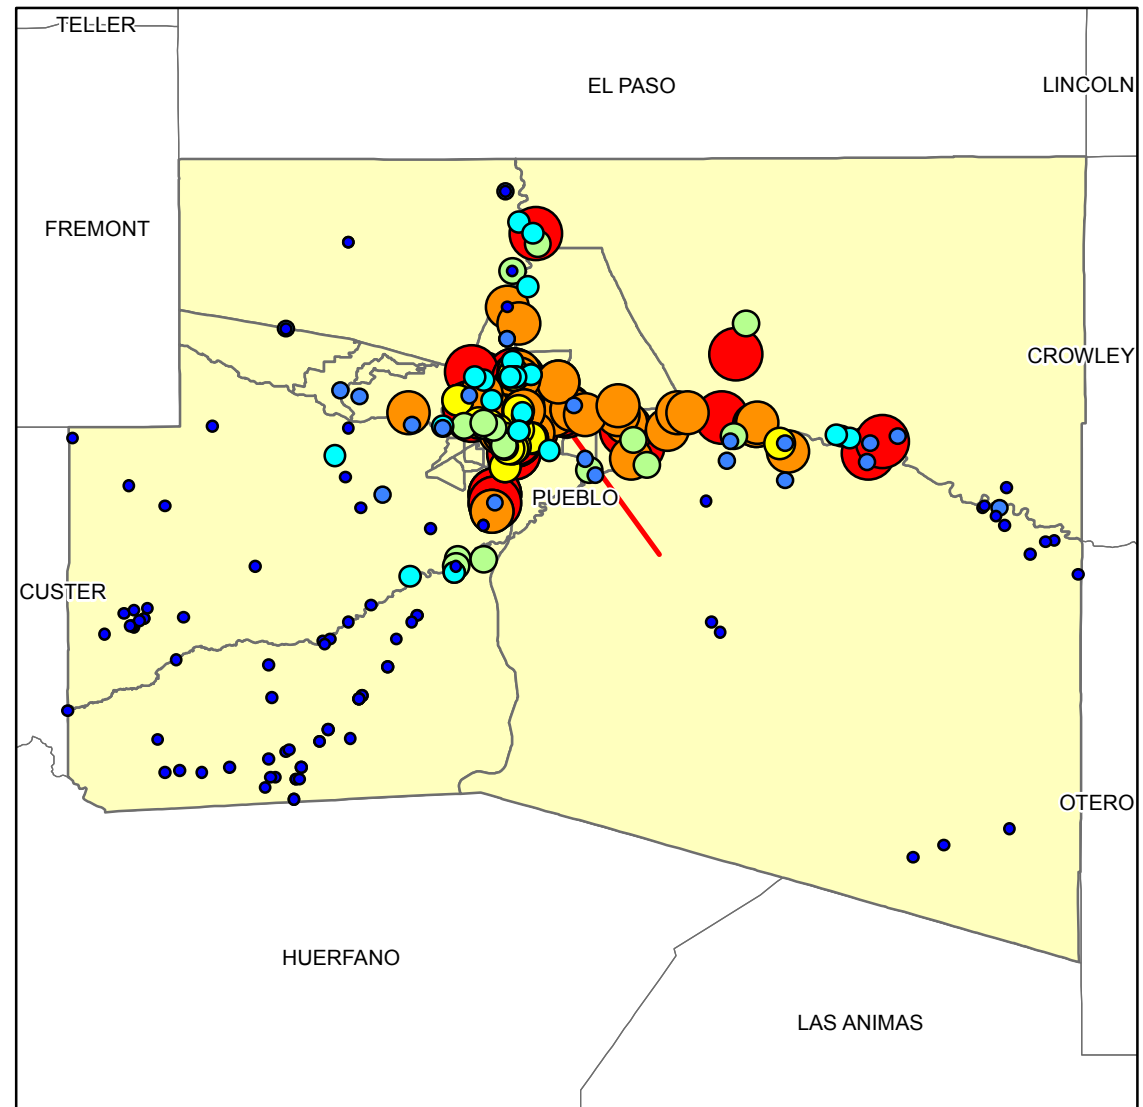 TELLER
EL PASO
LINCOLN
FREMONT
CROWLEY
PUEBLO
CUSTER
OTERO
HUERFANO
LAS ANIMAS